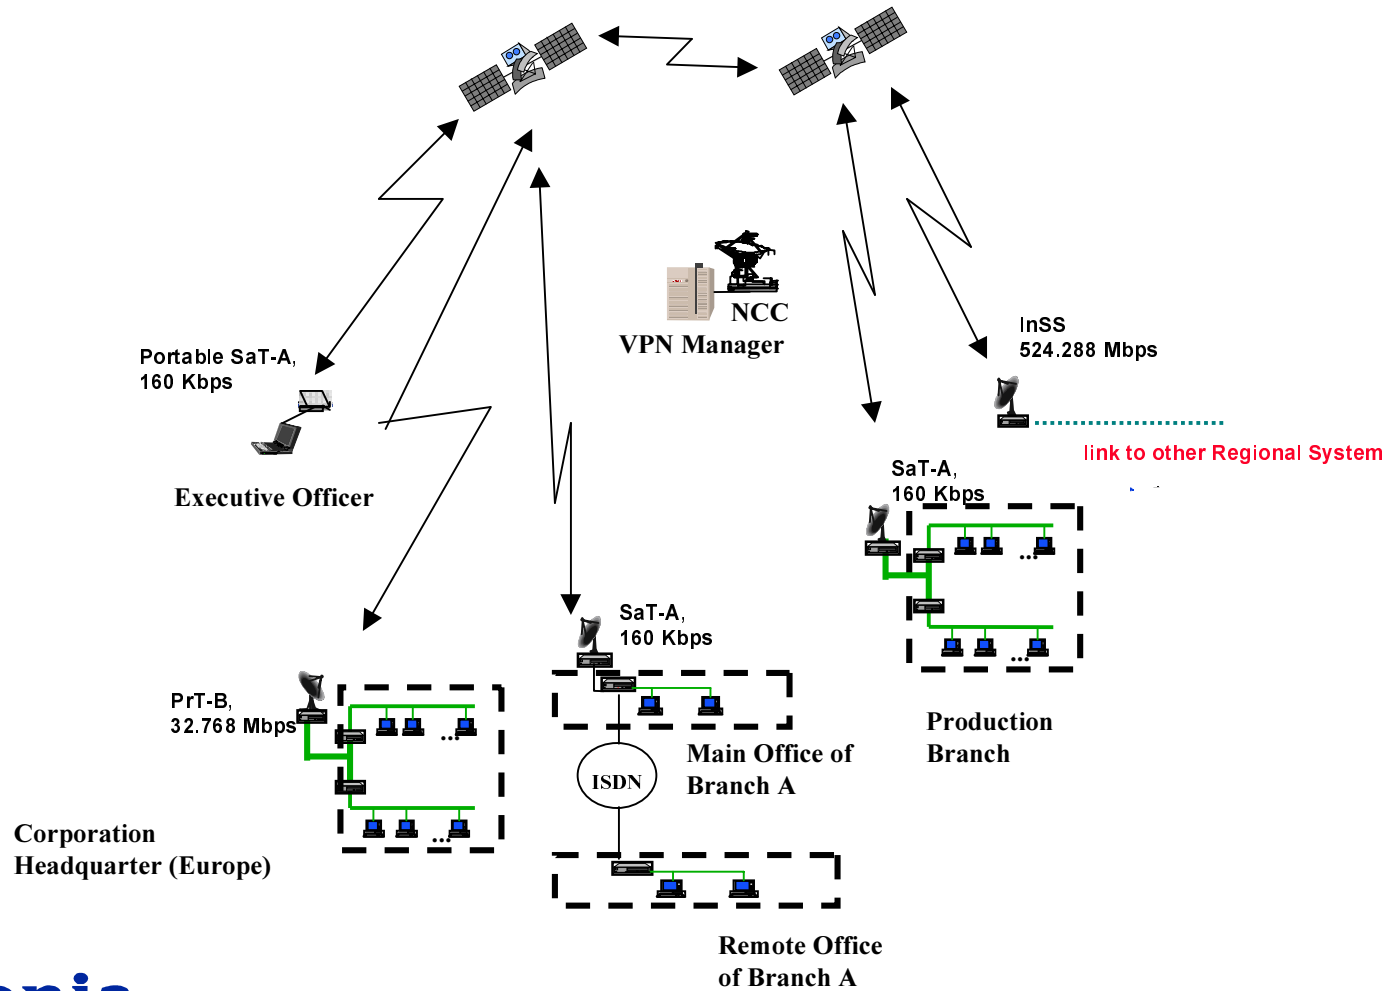 NCC
VPN Manager
InSS
524.288 Mbps
Portable SaT-A,
160 Kbps
link to other Regional System
Executive Officer
SaT-A,
160 Kbps
SaT-A,
160 Kbps
PrT-B,
32.768 Mbps
Production
Branch
Main Office of
Branch A
ISDN
Corporation
Headquarter (Europe)
Remote Office
of Branch A